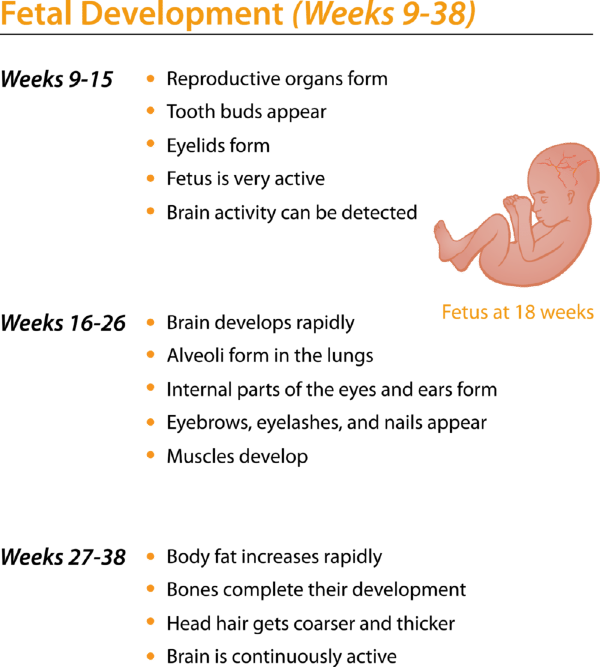 Fetal Development (Weeks 9-38)
Weeks 9-15
• Reproductive organs form
• Tooth buds appear
• Eyelids form
• Fetus is very active
• Brain activity can be detected
Fetus at 18 weeks
Weeks 16-26
• Brain develops rapidly
• Alveoli form in the lungs
• Internal parts of the eyes and ears form
• Eyebrows, eyelashes, and nails appear
• Muscles develop
Weeks 27-38
• Body fat increases rapidly
• Bones complete their development
• Head hair gets coarser and thicker
• Brain is continuously active